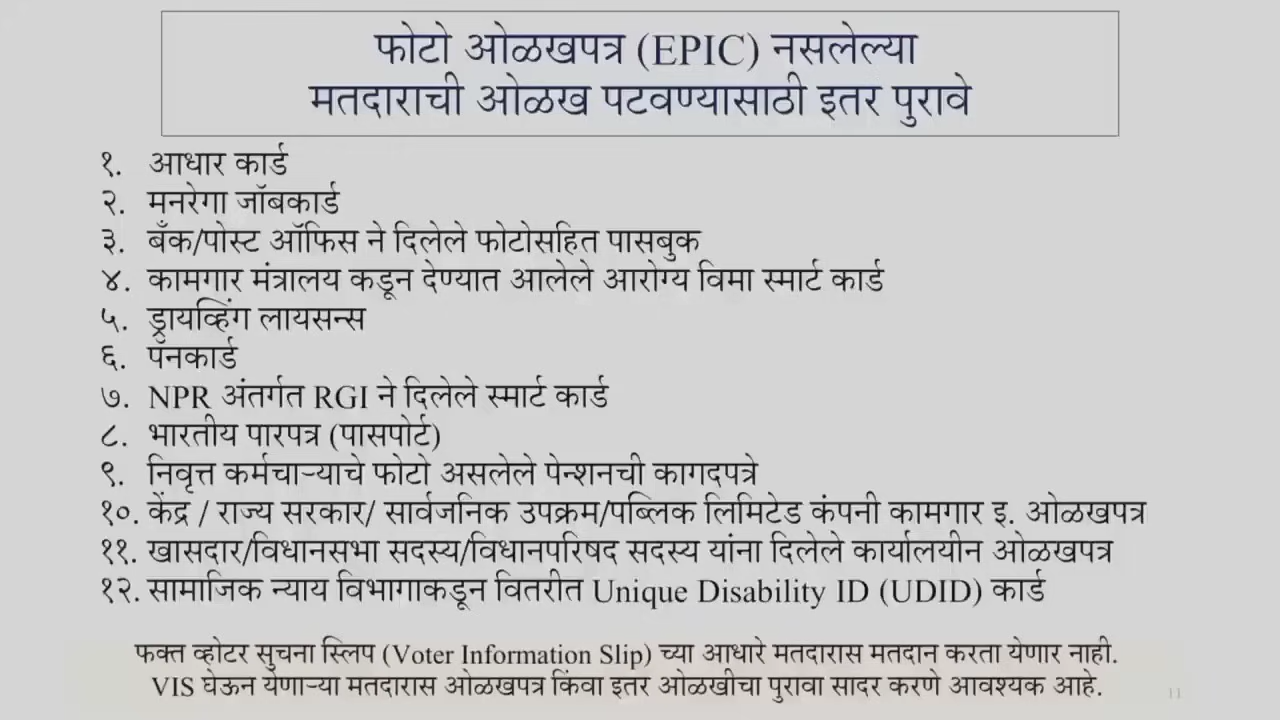 फोटो ओळखपत्र (EPIC) नसलेल्या
मतदाराची ओळख पटवण्यासाठी इतर पुरावे
१. आधार कार्ड
२. मनरेगा जॉबकार्ड
३. बँक/पोस्ट ऑफिस ने दिलेले फोटोसहित पासबुक
४. कामगार मंत्रालय कडून देण्यात आलेले आरोग्य विमा स्मार्ट कार्ड
५. ड्रायव्हिंग लायसन्स
६. पॅनकार्ड
७. NPR अंतर्गत RGI ने दिलेले स्मार्ट कार्ड
८. भारतीय पारपत्र (पासपोर्ट)
९. निवृत्त कर्मचाऱ्याचे फोटो असलेले पेन्शनची कागदपत्रे
१०. केंद्र / राज्य सरकार/ सार्वजनिक उपक्रम/पब्लिक लिमिटेड कंपनी कामगार इ. ओळखपत्र
११. खासदार/विधानसभा सदस्य/विधानपरिषद सदस्य यांना दिलेले कार्यालयीन ओळखपत्र
१२. सामाजिक न्याय विभागाकडून वितरीत Unique Disability ID (UDID) कार्ड
फक्त व्होटर सुचना स्लिप (Voter Information Slip) च्या आधारे मतदारास मतदान करता येणार नाही.
VIS घेऊन येणाऱ्या मतदारास ओळखपत्र किंवा इतर ओळखीचा पुरावा सादर करणे आवश्यक आहे.
11